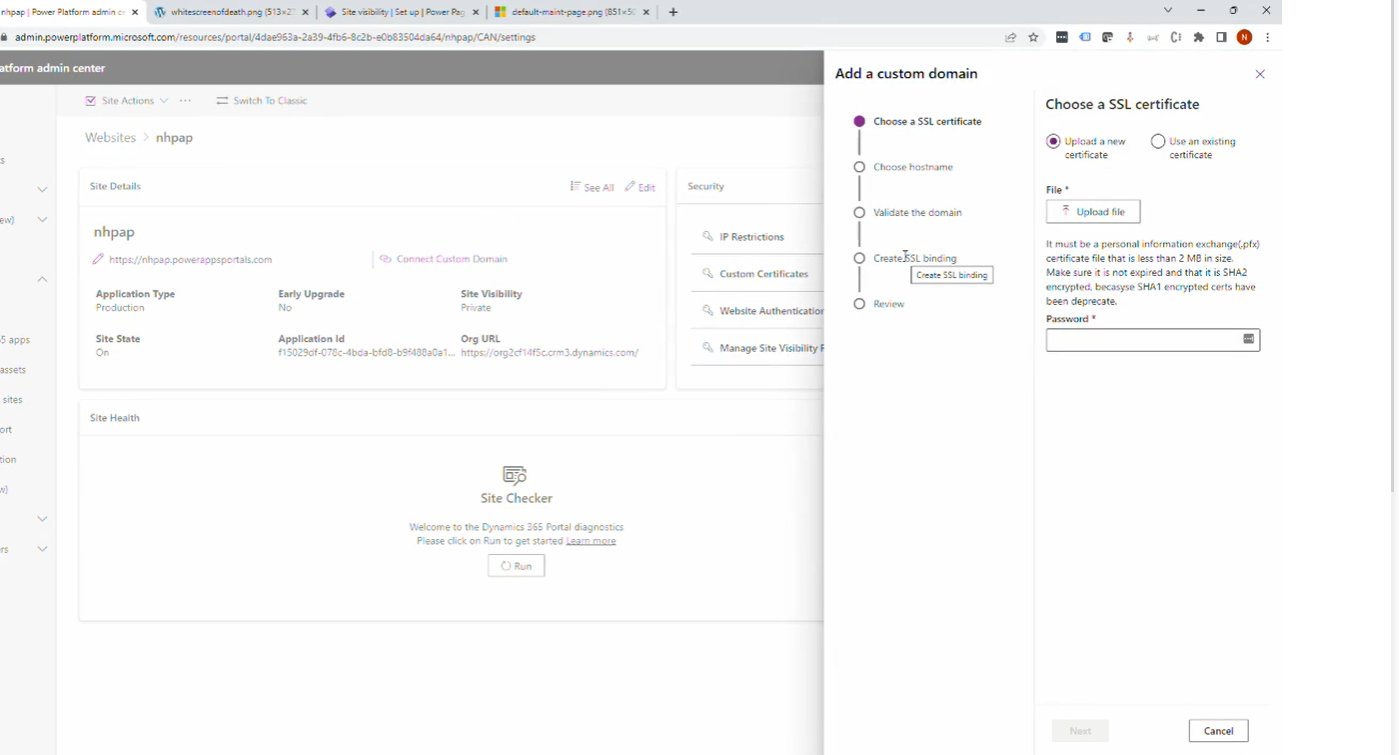 nhpap | Power Platform admin ce
whitescreenofdeath.png (513×27
Site visibility | Set up | Power Pag
default-maint-page.png (851×50
admin.powerplatform.microsoft.com/resources/portal/4dae963a-2a39-4fb6-8c2b-e0b83504da64/nhpap/CAN/settings
N
atform admin center
Site Actions
Switch To Classic
Websites > nhpap
s
ew)
5 apps
assets
sites
ort
tion
w)
rs
Site Details
See All
Edit
nhpap
https://nhpap.powerappsportals.com
Connect Custom Domain
Application Type
Production
Early Upgrade
No
Site Visibility
Private
Site State
On
Application Id
f15029df-078c-4bda-bfd8-b9f488a0a1...
Org URL
https://org2cf14f5c.crm3.dynamics.com/
Security
IP Restrictions
Custom Certificates
Website Authentication
Manage Site Visibility P
Site Health
Site Checker
Welcome to the Dynamics 365 Portal diagnostics
Please click on Run to get started Learn more
Run
Add a custom domain
Choose a SSL certificate
Choose hostname
Validate the domain
Create SSL binding
Create SSL binding
Review
Choose a SSL certificate
Upload a new
certificate
Use an existing
certificate
File *
Upload file
It must be a personal information exchange(.pfx)
certificate file that is less than 2 MB in size.
Make sure it is not expired and that it is SHA2
encrypted, becasyse SHA1 encrypted certs have
been deprecate.
Password *
Next
Cancel